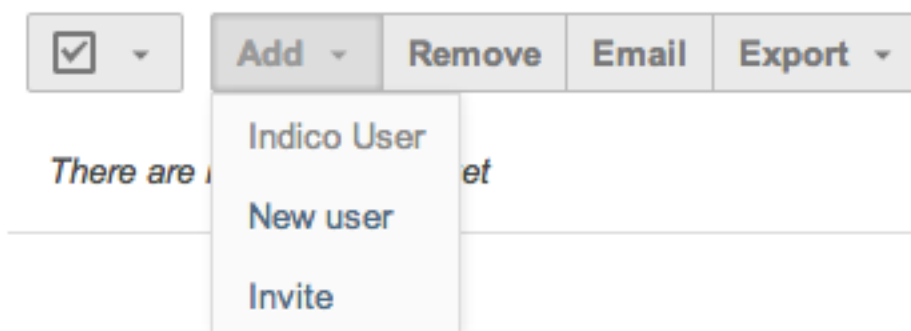 Add Remove Email Export
Indico User
There are et
New user
Invite